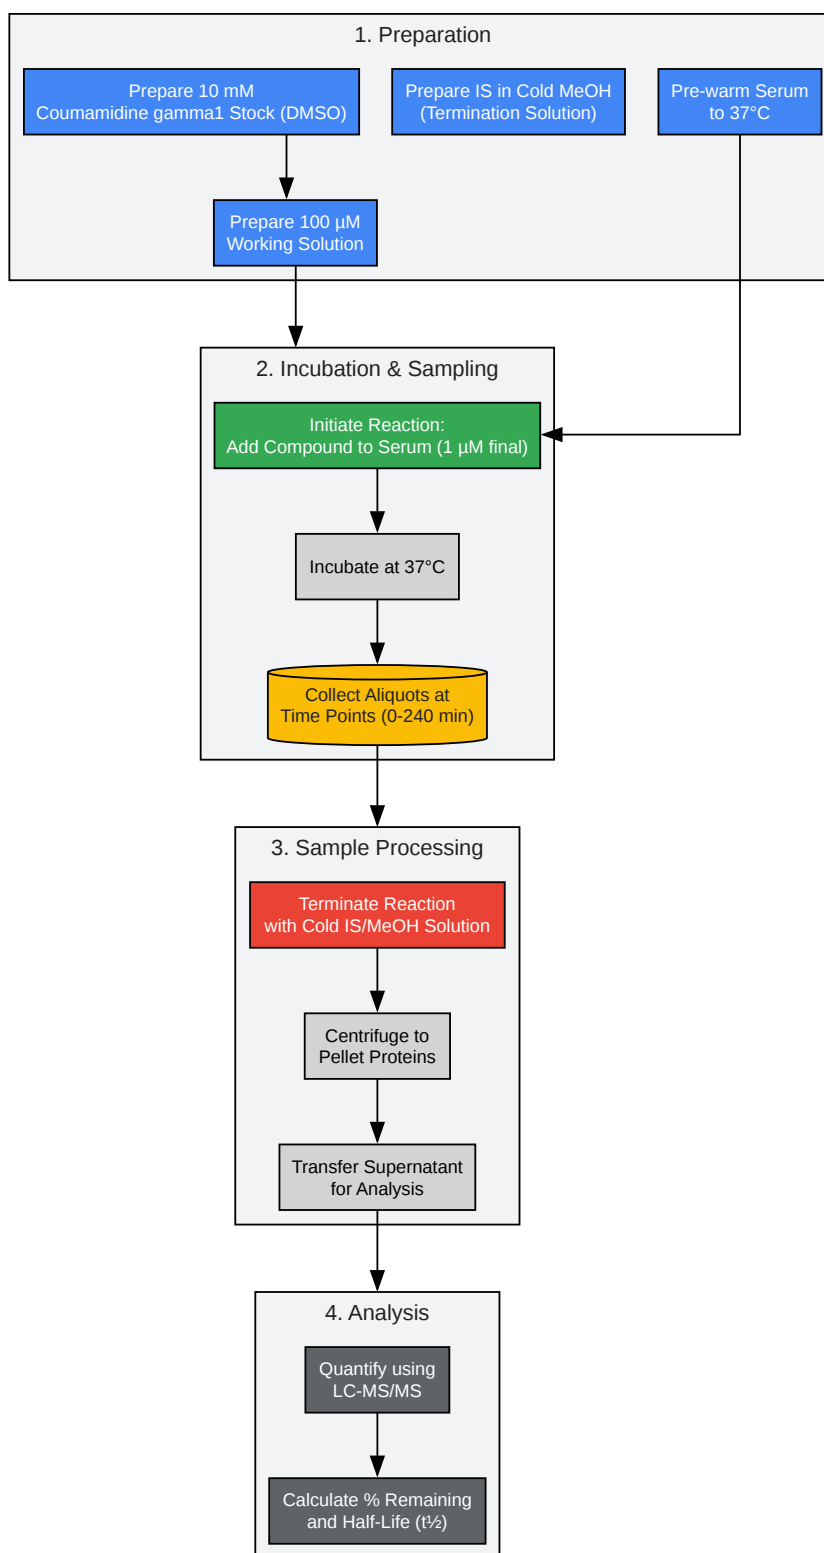 1. Preparation
Prepare 10 mM
Coumamidine gamma1 Stock (DMSO)
Prepare IS in Cold MeOH
(Termination Solution)
Pre-warm Serum
to 37°C
Prepare 100 µM
Working Solution
2. Incubation & Sampling
Initiate Reaction:
Add Compound to Serum (1 µM final)
Incubate at 37°C
Collect Aliquots at
Time Points (0-240 min)
3. Sample Processing
Terminate Reaction
with Cold IS/MeOH Solution
Centrifuge to
Pellet Proteins
Transfer Supernatant
for Analysis
4. Analysis
Quantify using
LC-MS/MS
Calculate % Remaining
and Half-Life (t½)